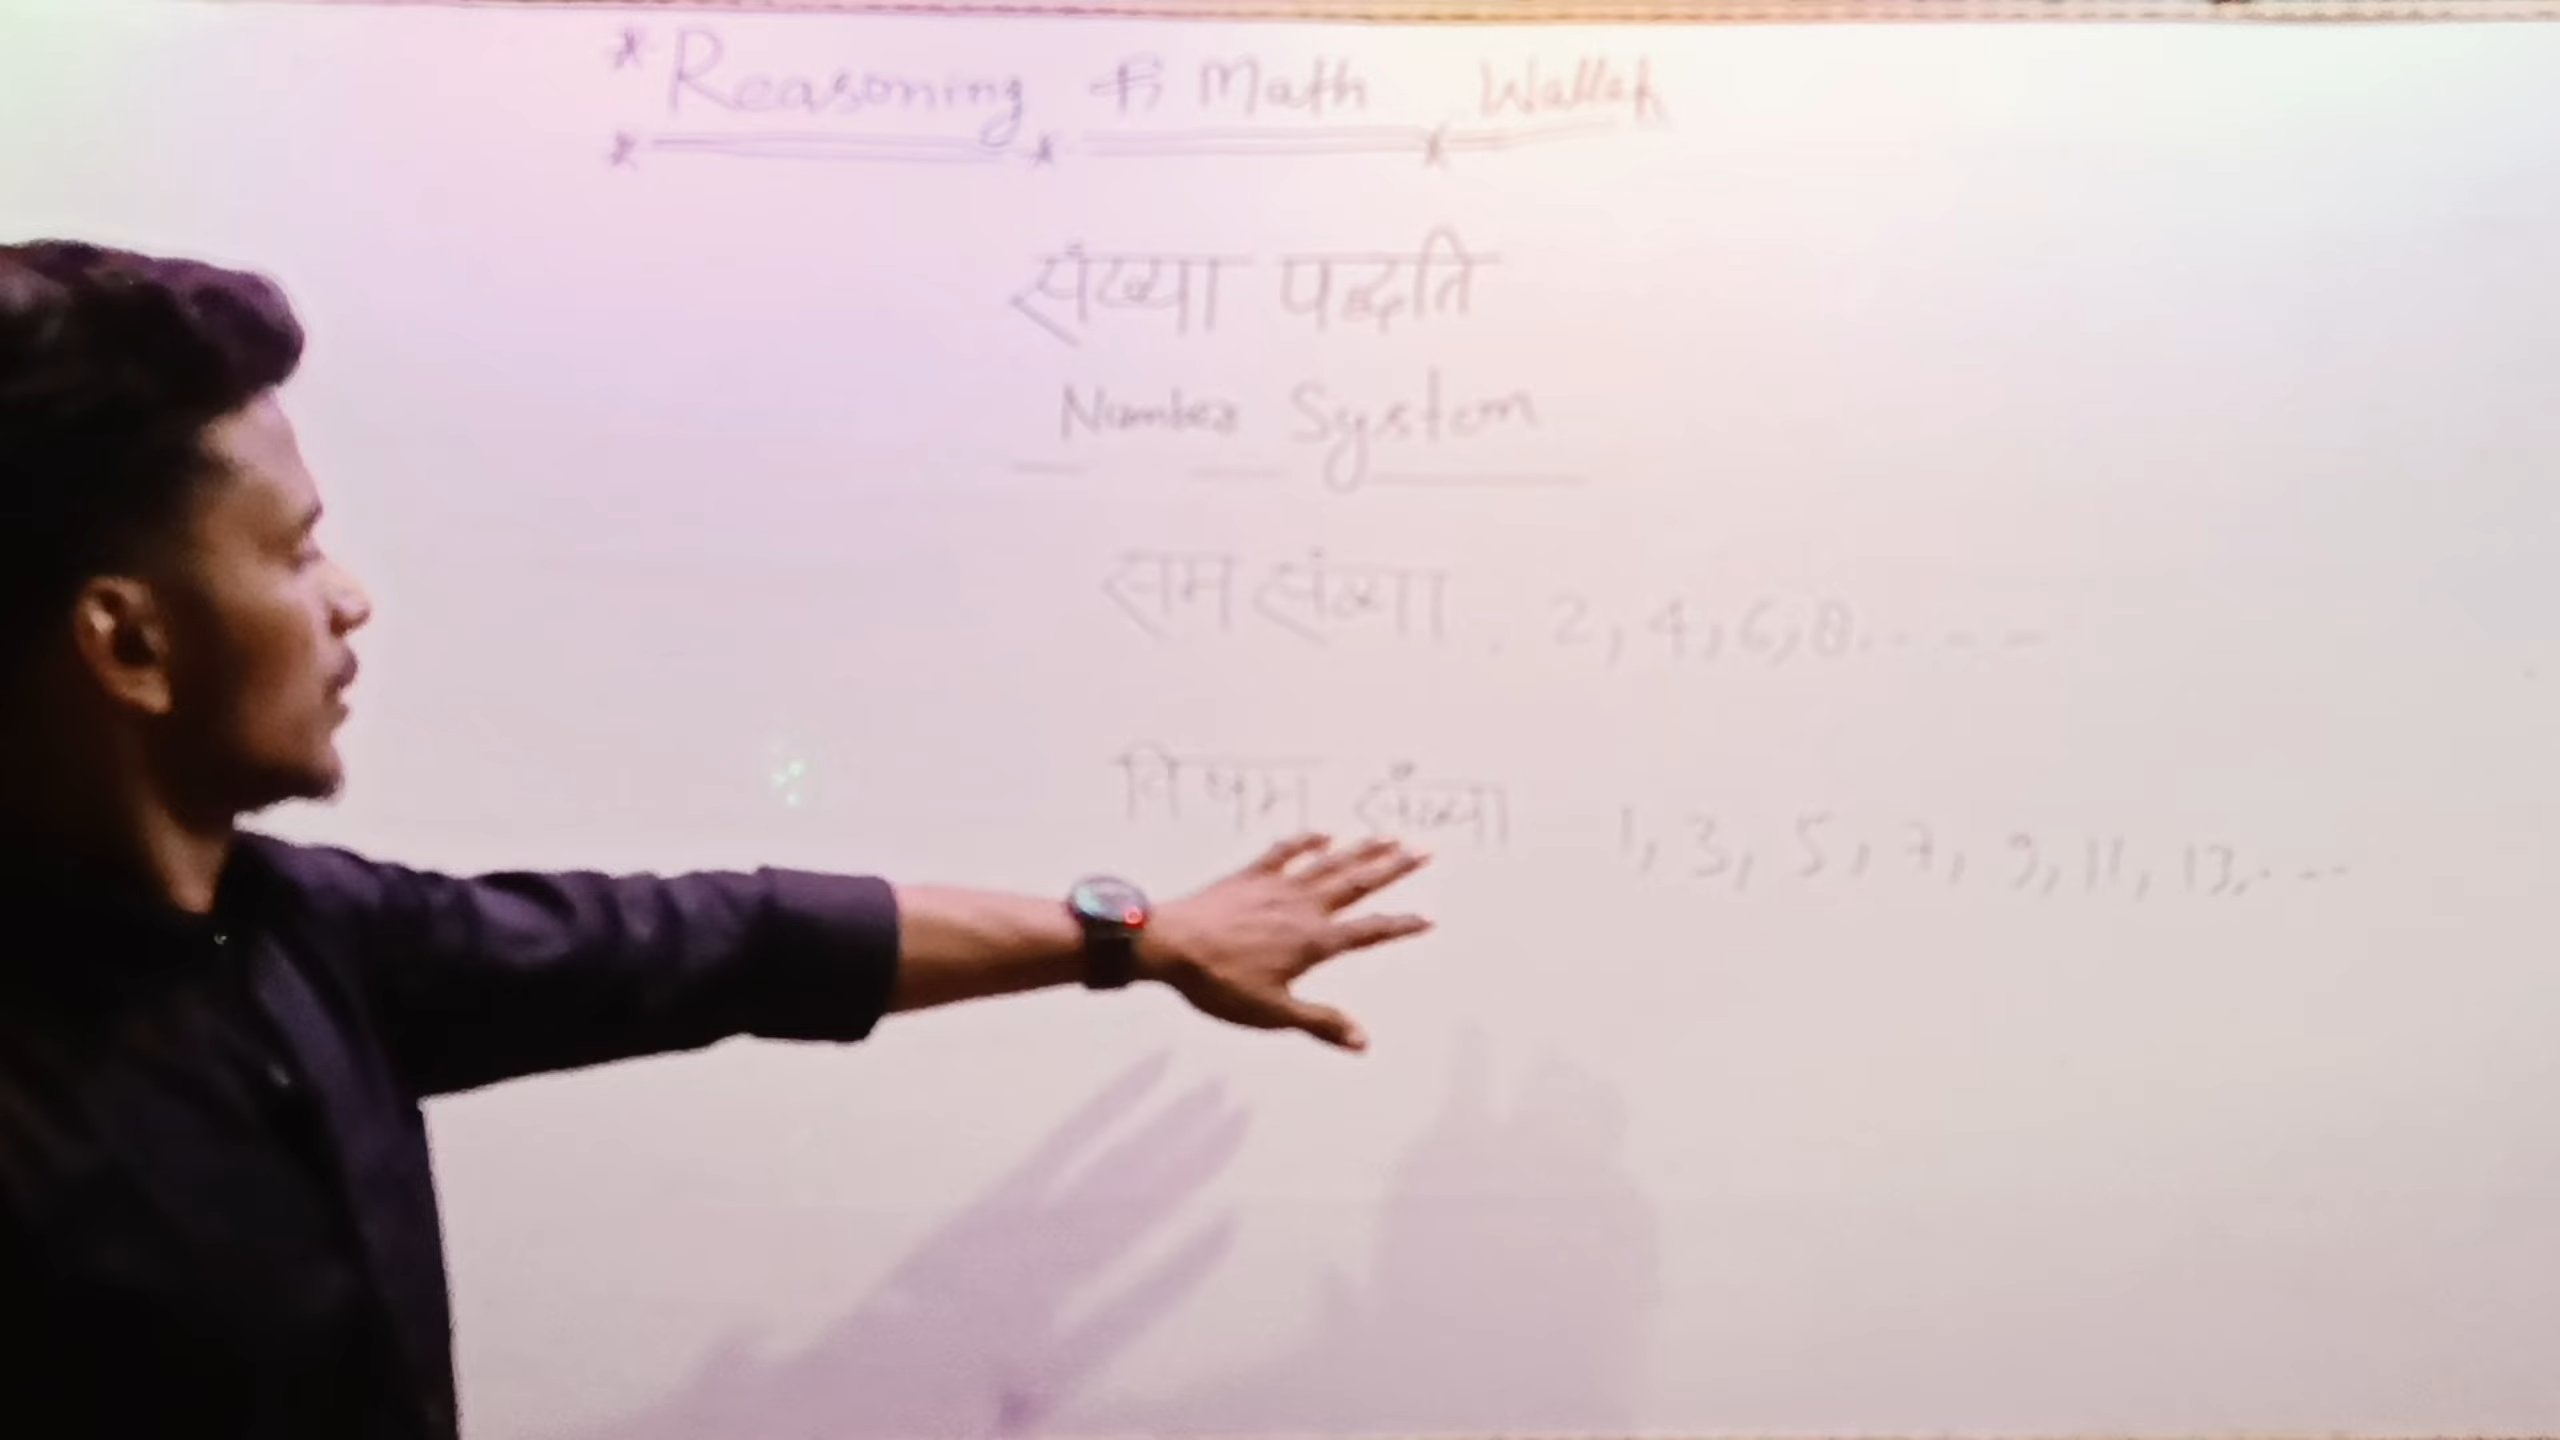 * Reasoning & Math Wallah
संख्या पद्धति
Number System
सम संख्या, 2, 4, 6, 8.----
विषम संख्या 1, 3, 5, 7, 9, 11, 13.---